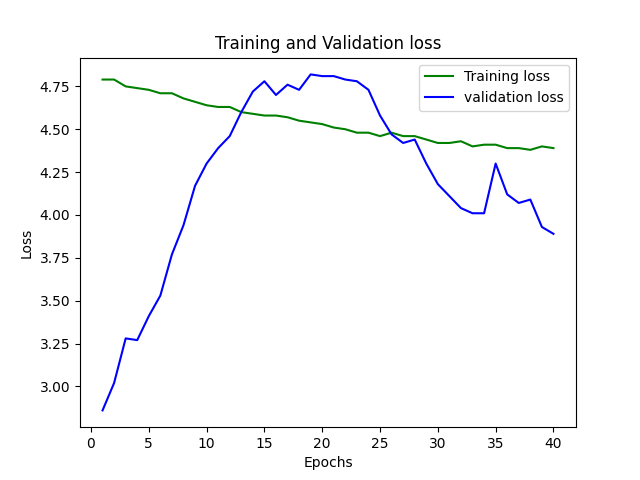 Training and Validation loss
Training loss
validation loss
4.75
4.50
4.25
4.00
3.75
3.50
3.25
3.00
Loss
0 5 10 15 20 25 30 35 40
Epochs